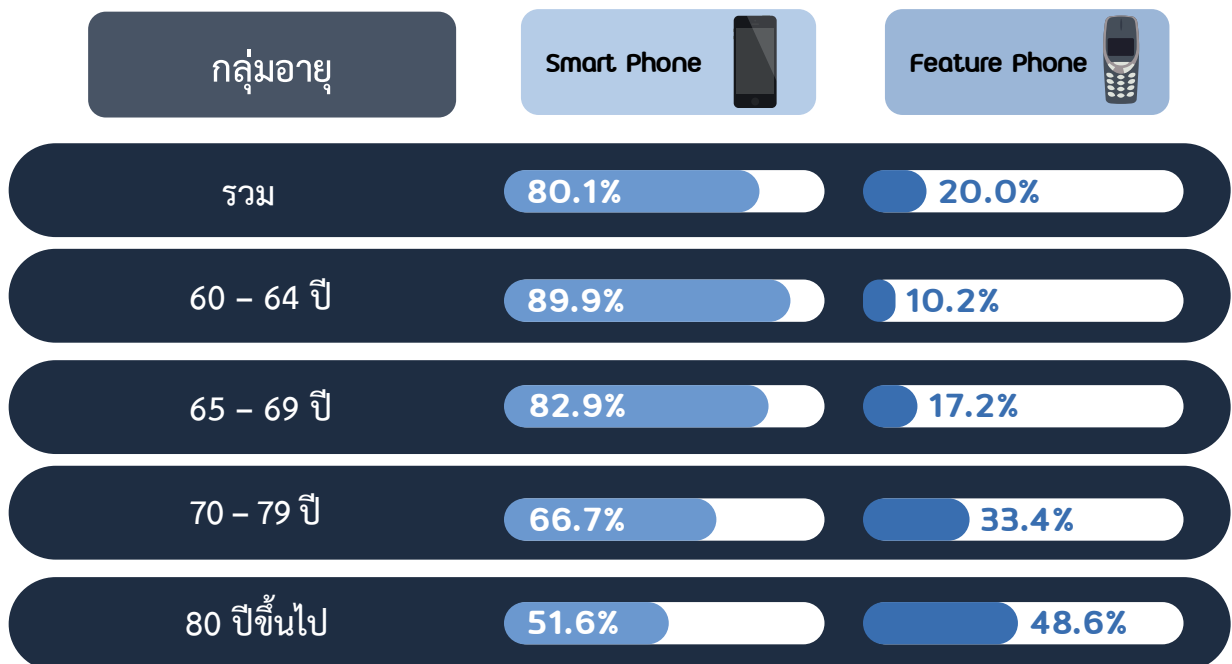 กลุ่มอายุ Smart Phone Feature Phone
รวม 80.1% 20.0%
60 – 64 ปี 89.9% 10.2%
65 – 69 ปี 82.9% 17.2%
70 – 79 ปี 66.7% 33.4%
80 ปีขึ้นไป 51.6% 48.6%